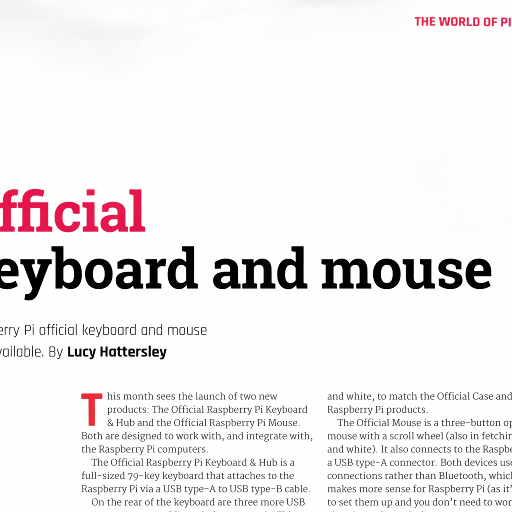 THE WORLD OF PI
fficial
eyboard and mouse
erry Pi official keyboard and mouse
vailable. By Lucy Hattersley
This month sees the launch of two new
products: The Official Raspberry Pi Keyboard
& Hub and the Official Raspberry Pi Mouse.
Both are designed to work with, and integrate with,
the Raspberry Pi computers.
The Official Raspberry Pi Keyboard & Hub is a
full-sized 79-key keyboard that attaches to the
Raspberry Pi via a USB type-A to USB type-B cable.
On the rear of the keyboard are three more USB
and white, to match the Official Case and
Raspberry Pi products.
The Official Mouse is a three-button op
mouse with a scroll wheel (also in fetchin
and white). It also connects to the Raspbe
a USB type-A connector. Both devices use
connections rather than Bluetooth, which
makes more sense for Raspberry Pi (as it'
to set them up and you don't need to wor